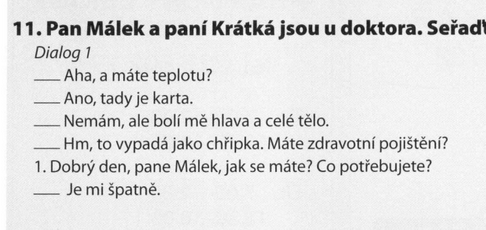 11. Pan Málek a paní Krátká jsou u doktora. Seřaďt
Dialog 1
___ Aha, a máte teplotu?
___ Ano, tady je karta.
___ Nemám, ale bolí mě hlava a celé tělo.
___ Hm, to vypadá jako chřipka. Máte zdravotní pojištění?
1. Dobrý den, pane Málek, jak se máte? Co potřebujete?
___ Je mi špatně.